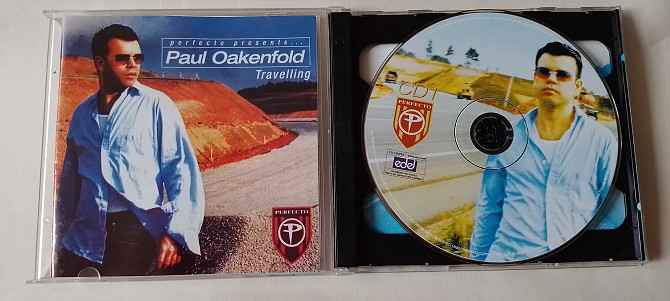 perfecto presents...
Paul Oakenfold
Travelling
PERFECTO
CD1
PERFECTO
edel